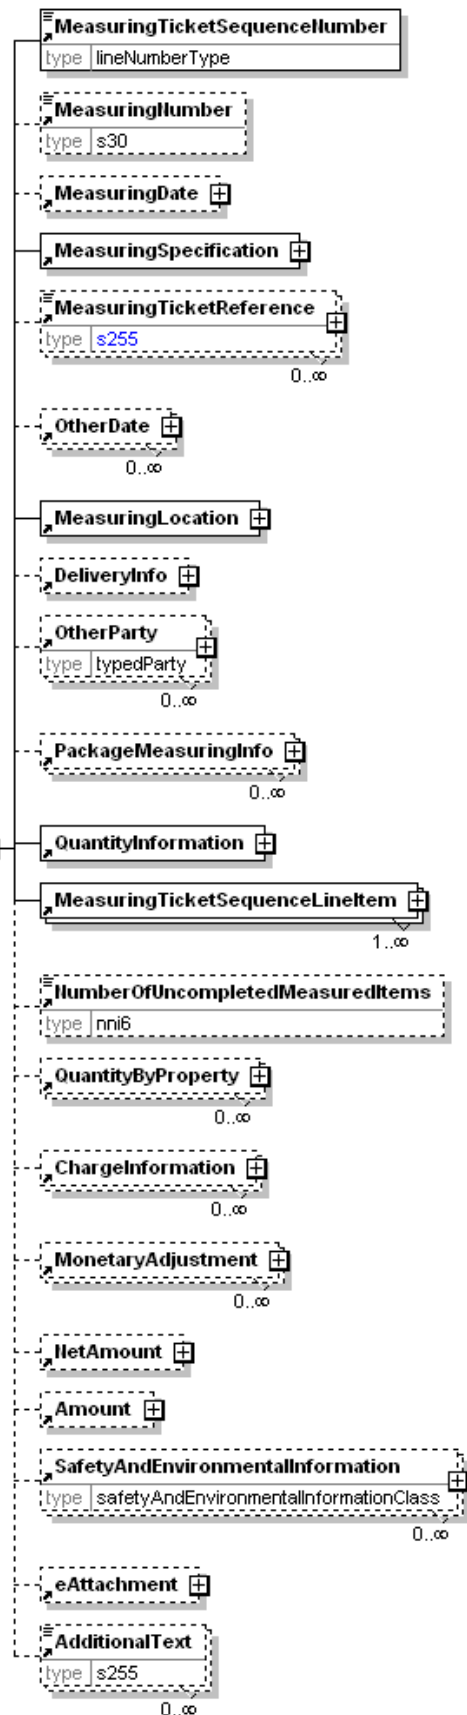 MeasuringTicketSequenceNumber
type lineNumberType
MeasuringNumber
type s30
MeasuringDate
MeasuringSpecification
MeasuringTicketReference
type s255
0..∞
OtherDate
0..∞
MeasuringLocation
DeliveryInfo
OtherParty
type typedParty
0..∞
PackageMeasuringInfo
0..∞
QuantityInformation
MeasuringTicketSequenceLineItem
1..∞
NumberOfUncompletedMeasuredItems
type nni6
QuantityByProperty
0..∞
ChargeInformation
0..∞
MonetaryAdjustment
0..∞
NetAmount
Amount
SafetyAndEnvironmentalInformation
type safetyAndEnvironmentalInformationClass
0..∞
eAttachment
AdditionalText
type s255
0..∞